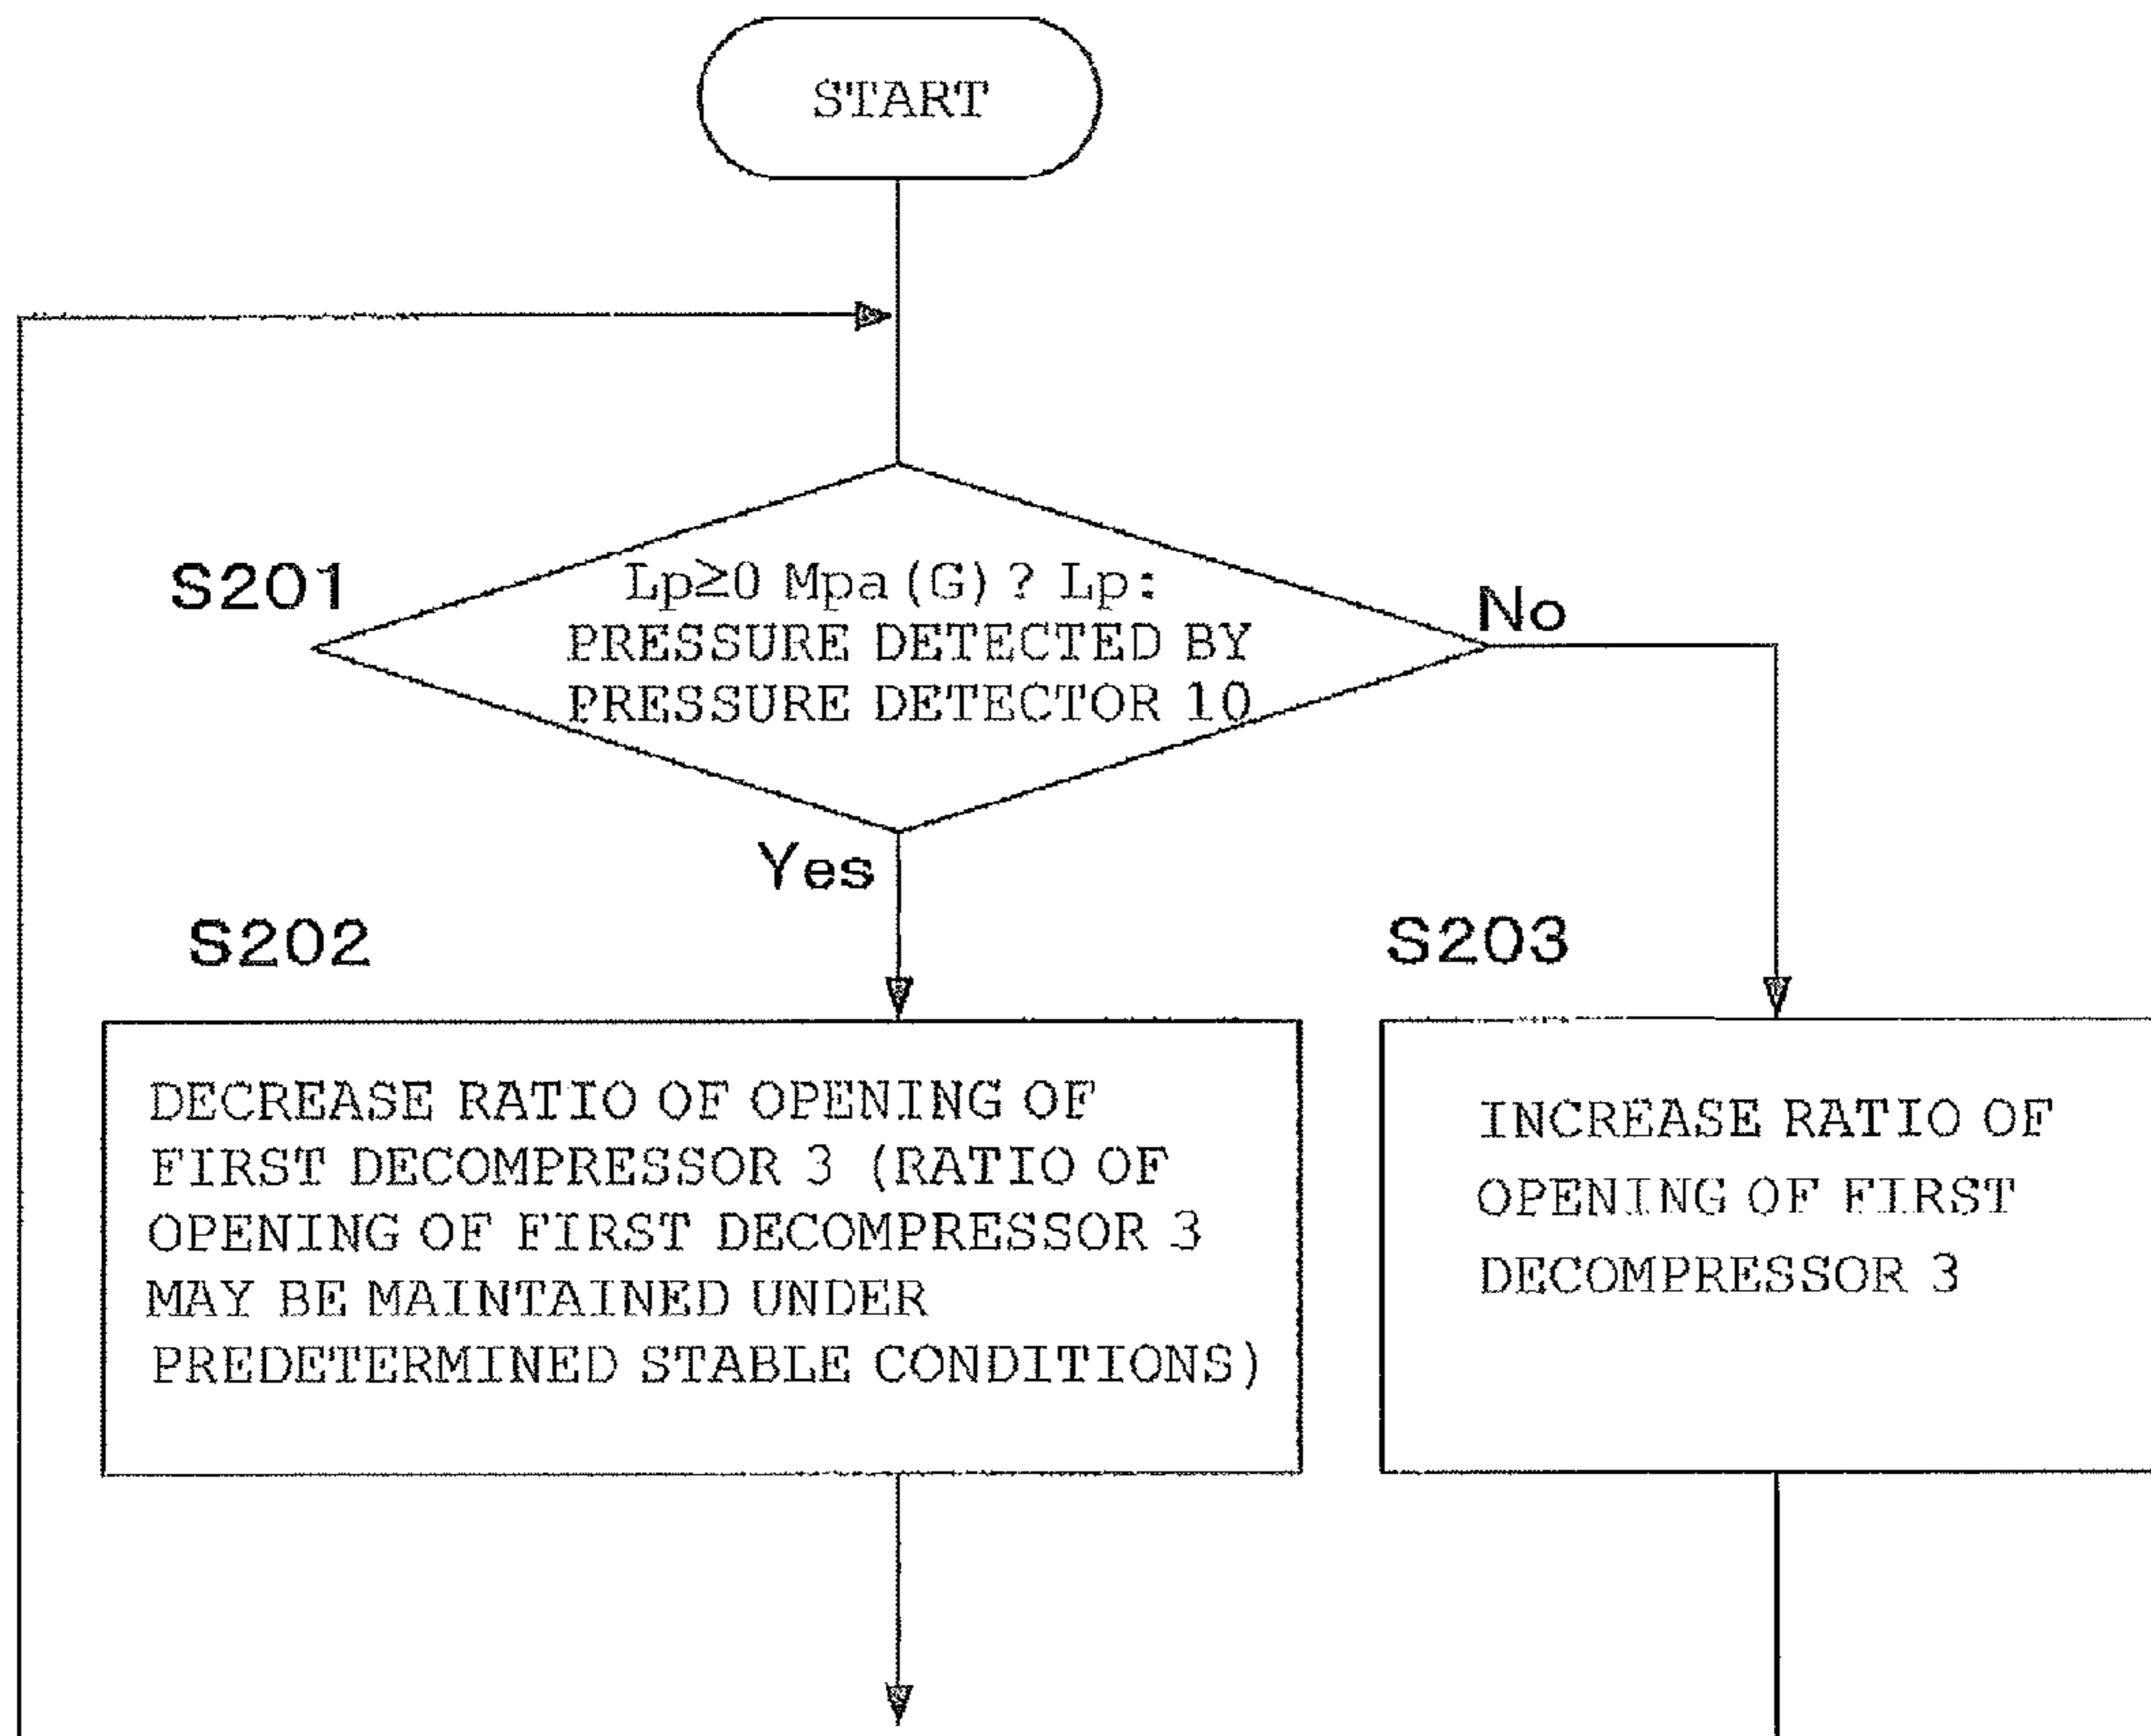 START
S201
Lp≥0 Mpa(G)? Lp:
PRESSURE DETECTED BY
PRESSURE DETECTOR 10
No
Yes
S202
DECREASE RATIO OF OPENING OF
FIRST DECOMPRESSOR 3 (RATIO OF
OPENING OF FIRST DECOMPRESSOR 3
MAY BE MAINTAINED UNDER
PREDETERMINED STABLE CONDITIONS)
S203
INCREASE RATIO OF
OPENING OF FIRST
DECOMPRESSOR 3